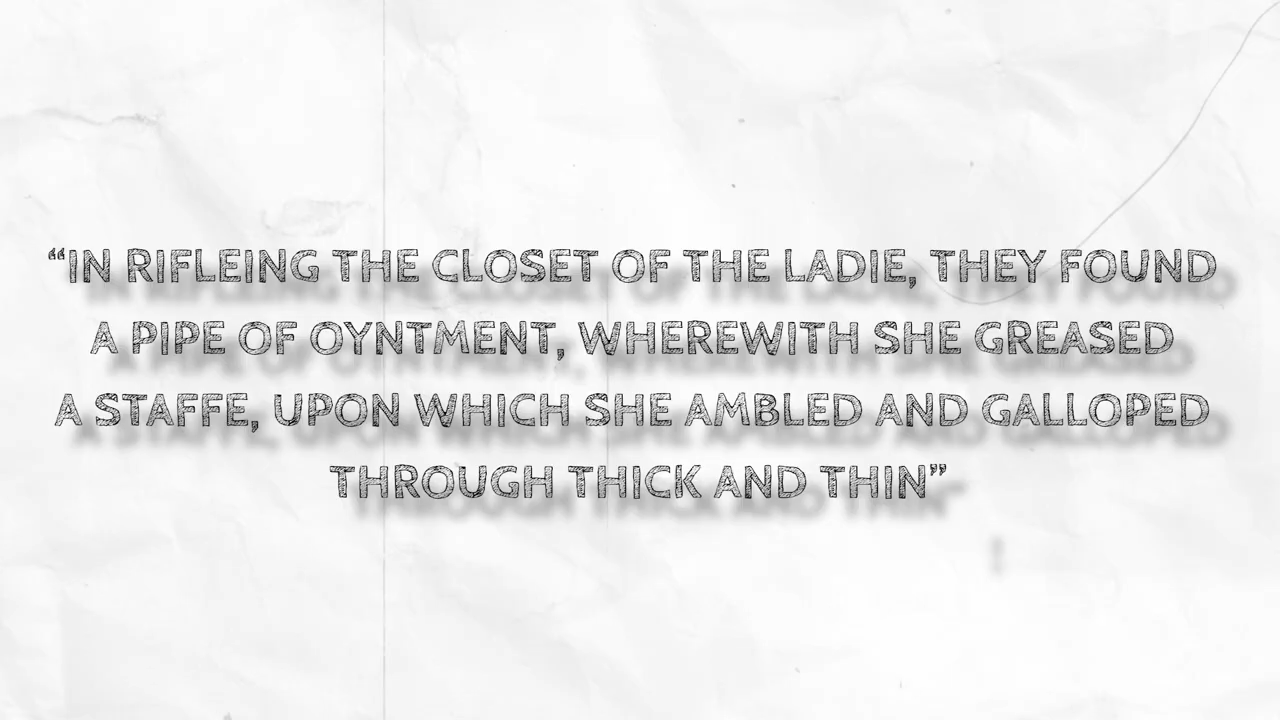 “IN RIFLEING THE CLOSET OF THE LADIE, THEY FOUND
A PIPE OF OYNTMENT, WHEREWITH SHE GREASED
A STAFFE, UPON WHICH SHE AMBLED AND GALLOPED
THROUGH THICK AND THIN”